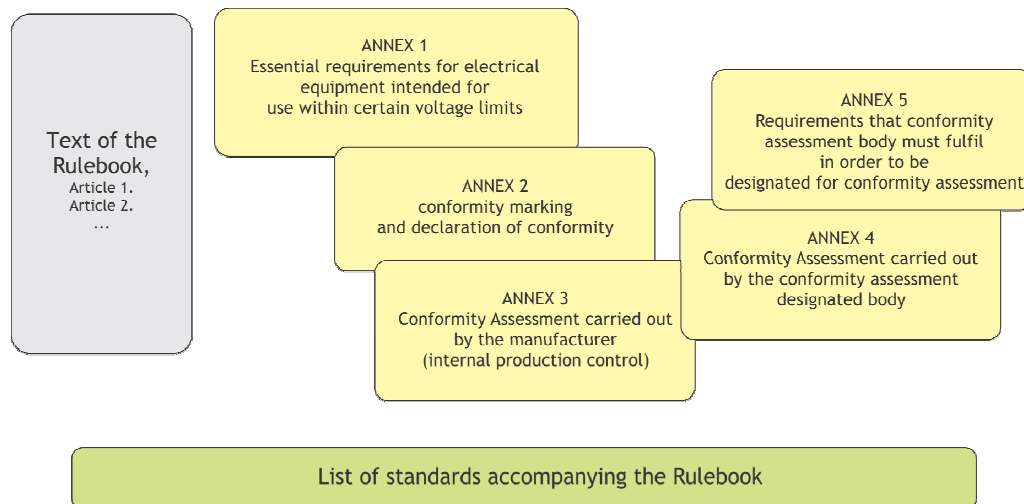 Text of the
Rulebook,
Article 1.
Article 2.
...
ANNEX 1
Essential requirements for electrical
equipment intended for
use within certain voltage limits
ANNEX 2
conformity marking
and declaration of conformity
ANNEX 3
Conformity Assessment carried out
by the manufacturer
(internal production control)
ANNEX 4
Conformity Assessment carried out
by the conformity assessment
designated body
ANNEX 5
Requirements that conformity
assessment body must fulfil
in order to be
designated for conformity assessment
List of standards accompanying the Rulebook